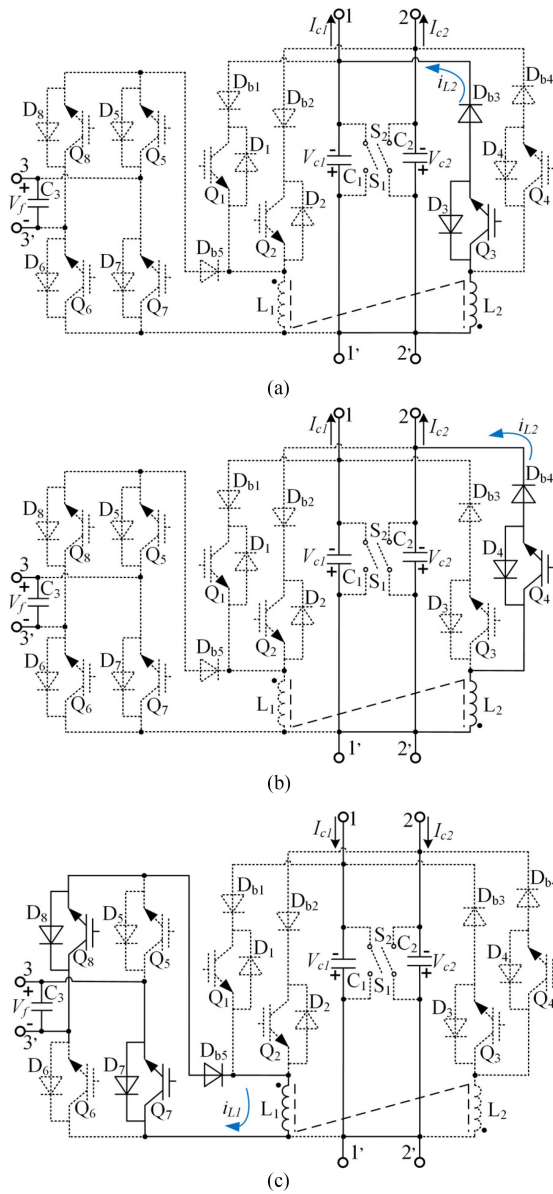 1 2
I_c1 I_c2
D_b1 D_b2 i_L2 D_b3 D_b4
D_8 D_5
Q_8 Q_5
D_1 S_2 C_2 D_4
3 + V_f - 3' C_3
Q_1 V_c1 - + C_1 S_1 - + V_c2 Q_4
D_2 D_3
Q_2 Q_3
D_6 D_7 D_b5
Q_6 Q_7
L_1 L_2
1' 2'
(a)
1 2
I_c1 I_c2 i_L2
D_b1 D_b2 D_b3 D_b4
D_8 D_5
Q_8 Q_5
D_1 S_2 C_2 D_4
3 + V_f - 3' C_3
Q_1 V_c1 - + C_1 S_1 - + V_c2 Q_4
D_2 D_3
Q_2 Q_3
D_6 D_7 D_b5
Q_6 Q_7
L_1 L_2
1' 2'
(b)
1 2
I_c1 I_c2
D_b1 D_b2 D_b3 D_b4
D_8 D_5
Q_8 Q_5
D_1 S_2 C_2 D_4
3 + V_f - 3' C_3
Q_1 V_c1 - + C_1 S_1 - + V_c2 Q_4
D_2 D_3
Q_2 Q_3
D_6 D_7 D_b5
Q_6 Q_7
i_L1 L_1 L_2
1' 2'
(c)